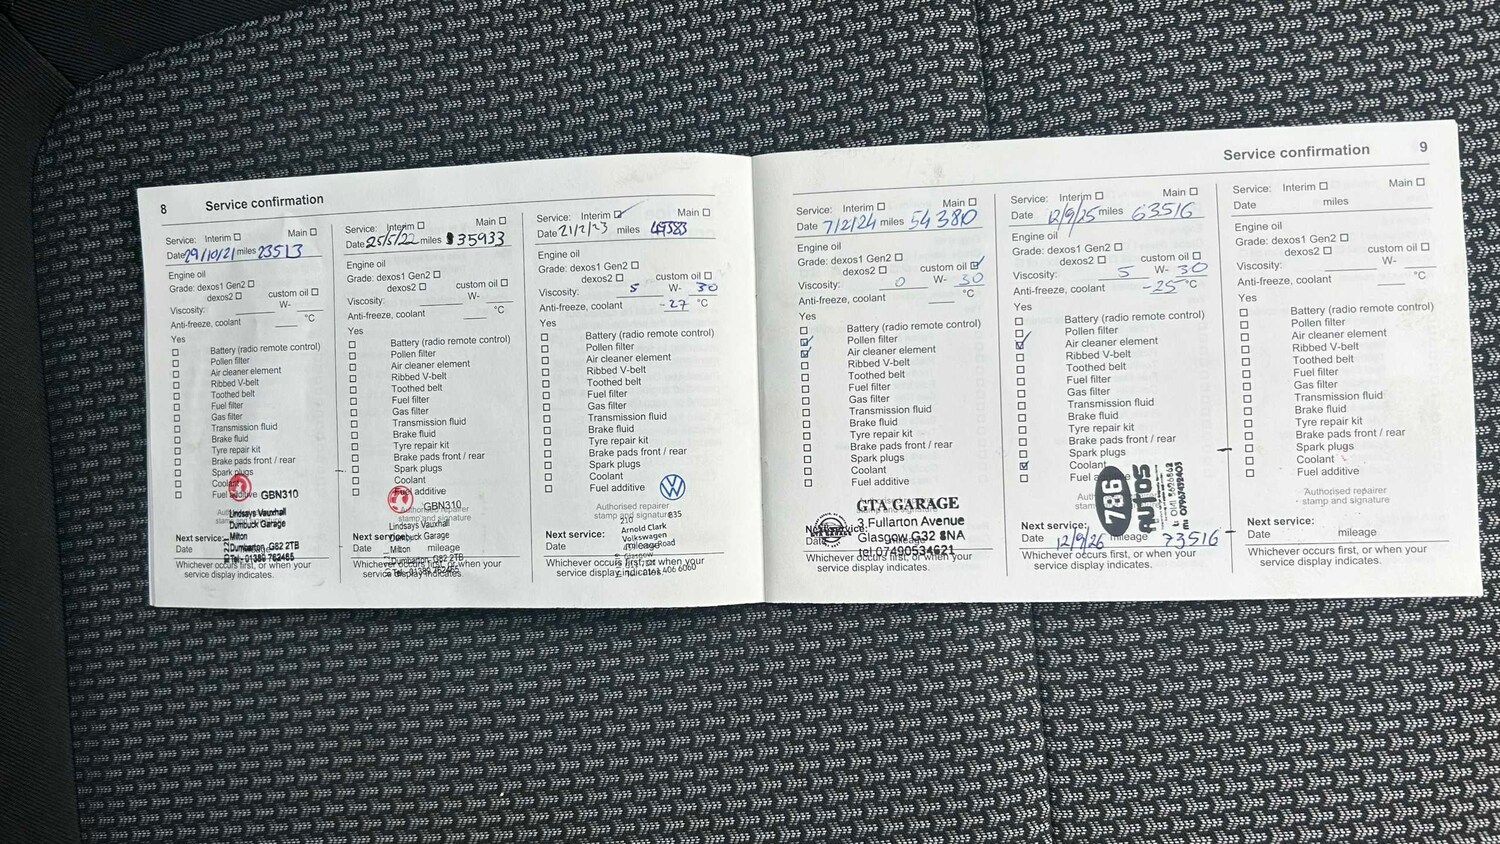 8 Service confirmation
Service: Interim ☐ Main ☐
Date 29/10/21 miles 23513
Engine oil
Grade: dexos1 Gen2 ☐
dexos2 ☐ custom oil ☐
Viscosity: W-
Anti-freeze, coolant °C
Yes
☐ Battery (radio remote control)
☐ Pollen filter
☐ Air cleaner element
☐ Ribbed V-belt
☐ Toothed belt
☐ Fuel filter
☐ Gas filter
☐ Transmission fluid
☐ Brake fluid
☐ Tyre repair kit
☐ Brake pads front / rear
☐ Spark plugs
☐ Coolant
☐ Fuel additive GBN310
Lindsays Vauxhall
Dumbuck Garage
Next service: Milton
Date Dumbarton G82 2TB
Tel: 01389 762485
Whichever occurs first, or when your
service display indicates.
Service: Interim ☐ Main ☐
Date 25/5/22 miles 35933
Engine oil
Grade: dexos1 Gen2 ☐
dexos2 ☐ custom oil ☐
Viscosity: W-
Anti-freeze, coolant °C
Yes
☐ Battery (radio remote control)
☐ Pollen filter
☐ Air cleaner element
☐ Ribbed V-belt
☐ Toothed belt
☐ Fuel filter
☐ Gas filter
☐ Transmission fluid
☐ Brake fluid
☐ Tyre repair kit
☐ Brake pads front / rear
☐ Spark plugs
☐ Coolant
☐ Fuel additive
GBN310
Authorised repairer
stamp and signature
Lindsays Vauxhall
Next service: Dumbuck Garage
Date Milton mileage
Dumbarton G82 2TB
Whichever occurs first, or when your
service display indicates.
Service: Interim ☑ Main ☐
Date 21/2/23 miles
Engine oil
Grade: dexos1 Gen2 ☐
dexos2 ☐ custom oil ☐
Viscosity: 5 W- 30
Anti-freeze, coolant -27 °C
Yes
☐ Battery (radio remote control)
☐ Pollen filter
☐ Air cleaner element
☐ Ribbed V-belt
☐ Toothed belt
☐ Fuel filter
☐ Gas filter
☐ Transmission fluid
☐ Brake fluid
☐ Tyre repair kit
☐ Brake pads front / rear
☐ Spark plugs
☐ Coolant
☐ Fuel additive
Authorised repairer
stamp and signature
210 835
Arnold Clark
Next service: Volkswagen
Date mileage Road
Whichever occurs first, or when your
service display indicates.
Service confirmation 9
Service: Interim ☐ Main ☐
Date 7/2/24 miles 54380
Engine oil
Grade: dexos1 Gen2 ☐
dexos2 ☐ custom oil ☑
Viscosity: 0 W- 30
Anti-freeze, coolant °C
Yes
☐ Battery (radio remote control)
☑ Pollen filter
☑ Air cleaner element
☐ Ribbed V-belt
☐ Toothed belt
☐ Fuel filter
☐ Gas filter
☐ Transmission fluid
☐ Brake fluid
☐ Tyre repair kit
☐ Brake pads front / rear
☐ Spark plugs
☐ Coolant
☐ Fuel additive
GTA GARAGE
3 Fullarton Avenue
Next service: Glasgow G32 8NA
Date tel.07490534621
Whichever occurs first, or when your
service display indicates.
Service: Interim ☐ Main ☐
Date 12/9/25 miles 63516
Engine oil
Grade: dexos1 Gen2 ☐
dexos2 ☐ custom oil ☐
Viscosity: 5 W- 30
Anti-freeze, coolant -25 °C
Yes
☐ Battery (radio remote control)
☐ Pollen filter
☑ Air cleaner element
☐ Ribbed V-belt
☐ Toothed belt
☐ Fuel filter
☐ Gas filter
☐ Transmission fluid
☐ Brake fluid
☐ Tyre repair kit
☐ Brake pads front / rear
☐ Spark plugs
☑ Coolant
☐ Fuel
786 AUTOS
Next service:
Date 12/9/26 mileage 73516
Whichever occurs first, or when your
service display indicates.
Service: Interim ☐ Main ☐
Date miles
Engine oil
Grade: dexos1 Gen2 ☐
dexos2 ☐ custom oil ☐
Viscosity: W-
Anti-freeze, coolant °C
Yes
☐ Battery (radio remote control)
☐ Pollen filter
☐ Air cleaner element
☐ Ribbed V-belt
☐ Toothed belt
☐ Fuel filter
☐ Gas filter
☐ Transmission fluid
☐ Brake fluid
☐ Tyre repair kit
☐ Brake pads front / rear
☐ Spark plugs
☐ Coolant
☐ Fuel additive
Authorised repairer
stamp and signature
Next service:
Date mileage
Whichever occurs first, or when your
service display indicates.